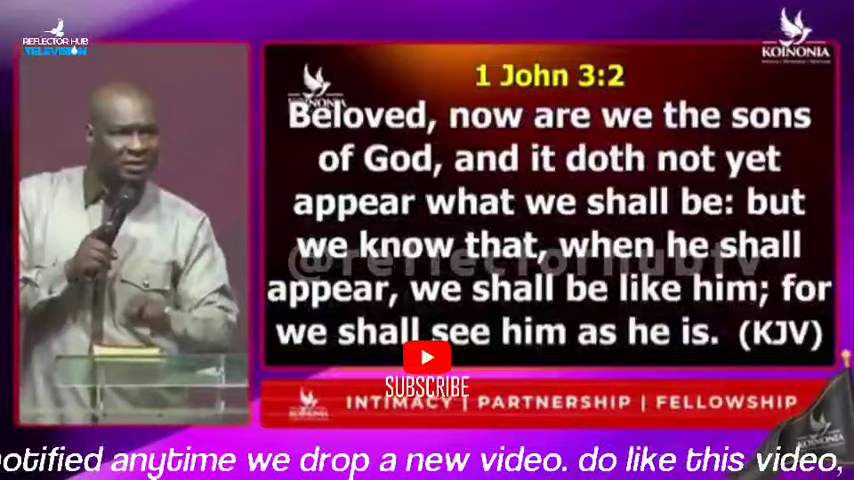 REFLECTOR HUB
TELEVISION
KOINONIA
KOINONIA
1 John 3:2
Beloved, now are we the sons
of God, and it doth not yet
appear what we shall be: but
we know that, when he shall
appear, we shall be like him; for
we shall see him as he is. (KJV)
@reflectorhubtv
SUBSCRIBE
KOINONIA
INTIMACY | PARTNERSHIP | FELLOWSHIP
KOINONIA
notified anytime we drop a new video. do like this video,